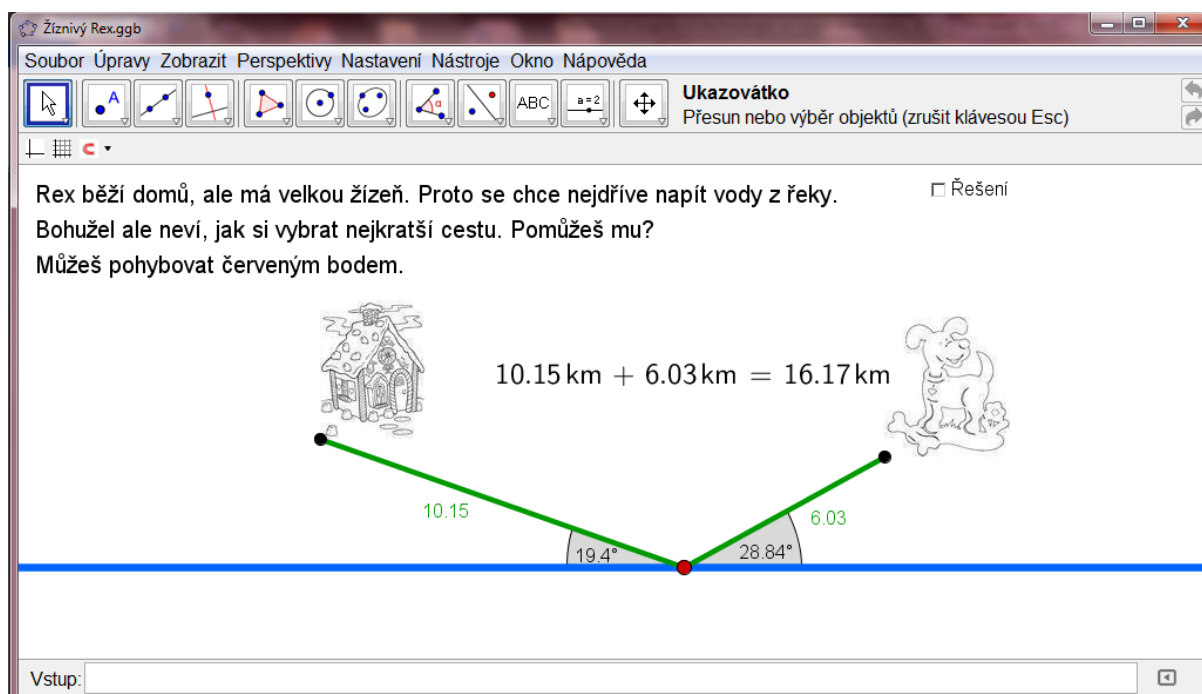 Žíznivý Rex.ggb
Soubor Úpravy Zobrazit Perspektivy Nastavení Nástroje Okno Nápověda
A
α
ABC
a=2
Ukazovátko
Přesun nebo výběr objektů (zrušit klávesou Esc)
Rex běží domů, ale má velkou žízeň. Proto se chce nejdříve napít vody z řeky.
Řešení
Bohužel ale neví, jak si vybrat nejkratší cestu. Pomůžeš mu?
Můžeš pohybovat červeným bodem.
10.15 km + 6.03 km = 16.17 km
10.15
6.03
19.4°
28.84°
Vstup: